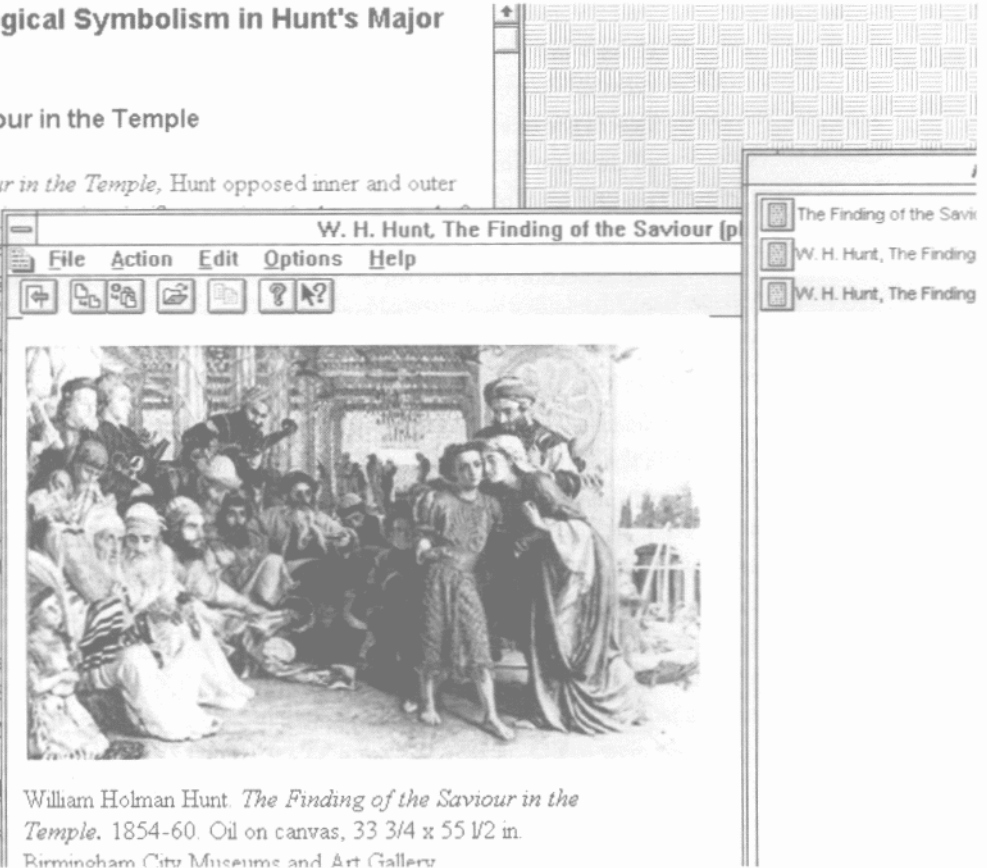 gical Symbolism in Hunt's Major
our in the Temple
ur in the Temple, Hunt opposed inner and outer
W. H. Hunt, The Finding of the Saviour (pl
File Action Edit Options Help
The Finding of the Savi
W. H. Hunt, The Finding
W. H. Hunt, The Finding
William Holman Hunt. The Finding of the Saviour in the
Temple. 1854-60. Oil on canvas, 33 3/4 x 55 1/2 in.
Birmingham City Museums and Art Gallery